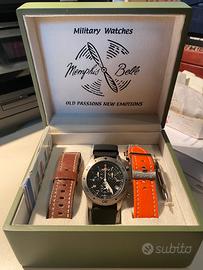 Military Watches
Memphis Belle
OLD PASSIONS NEW EMOTIONS
subito